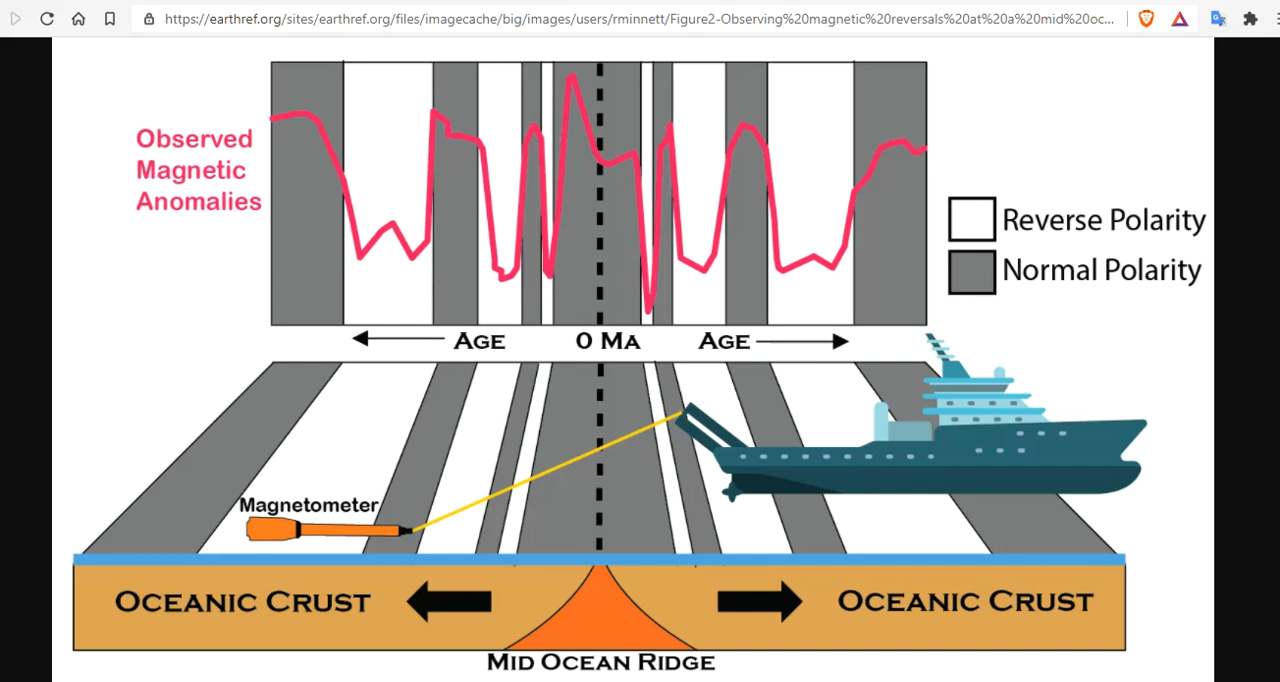 https://earthref.org/sites/earthref.org/files/imagecache/big/images/users/rminnett/Figure2-Observing%20magnetic%20reversals%20at%20a%20mid%20oc...
Observed
Magnetic
Anomalies
Reverse Polarity
Normal Polarity
AGE 0 MA AGE
Magnetometer
OCEANIC CRUST OCEANIC CRUST
MID OCEAN RIDGE